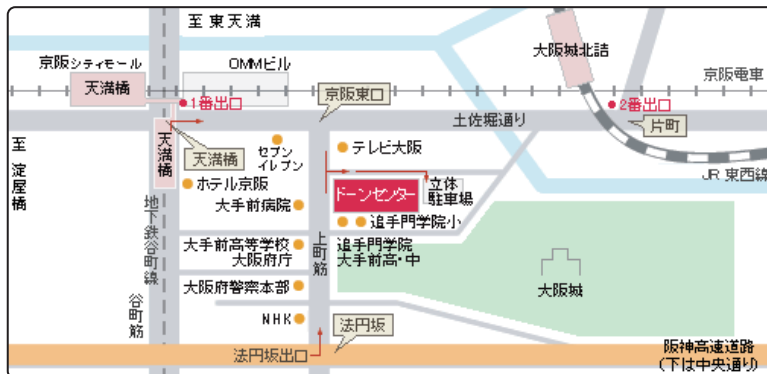 至 東天満
京阪シティモール
OMMビル
大阪城北詰
天満橋
京阪電車
1番出口
京阪東口
2番出口
土佐堀通り
片町
至 淀屋橋
天満橋
天満橋
セブン
イレブン
テレビ大阪
JR 東西線
ホテル京阪
ドーンセンター
立体
駐車場
大手前病院
追手門学院小
地下鉄谷町線
上町筋
大手前高等学校
大阪府庁
追手門学院
大手前高・中
大阪府警察本部
大阪城
谷町筋
NHK
法円坂
法円坂出口
阪神高速道路
(下は中央通り)